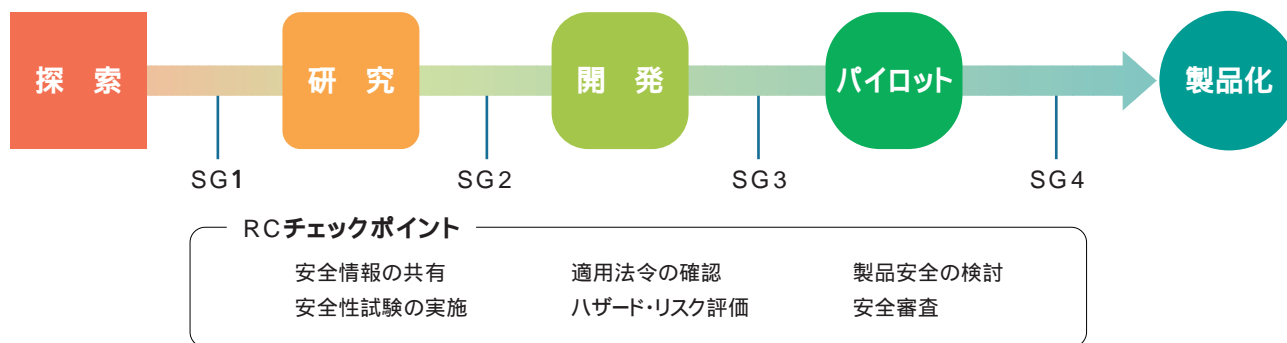 探索 研究 開発 パイロット 製品化
SG1 SG2 SG3 SG4
RCチェックポイント
安全情報の共有 適用法令の確認 製品安全の検討
安全性試験の実施 ハザード・リスク評価 安全審査